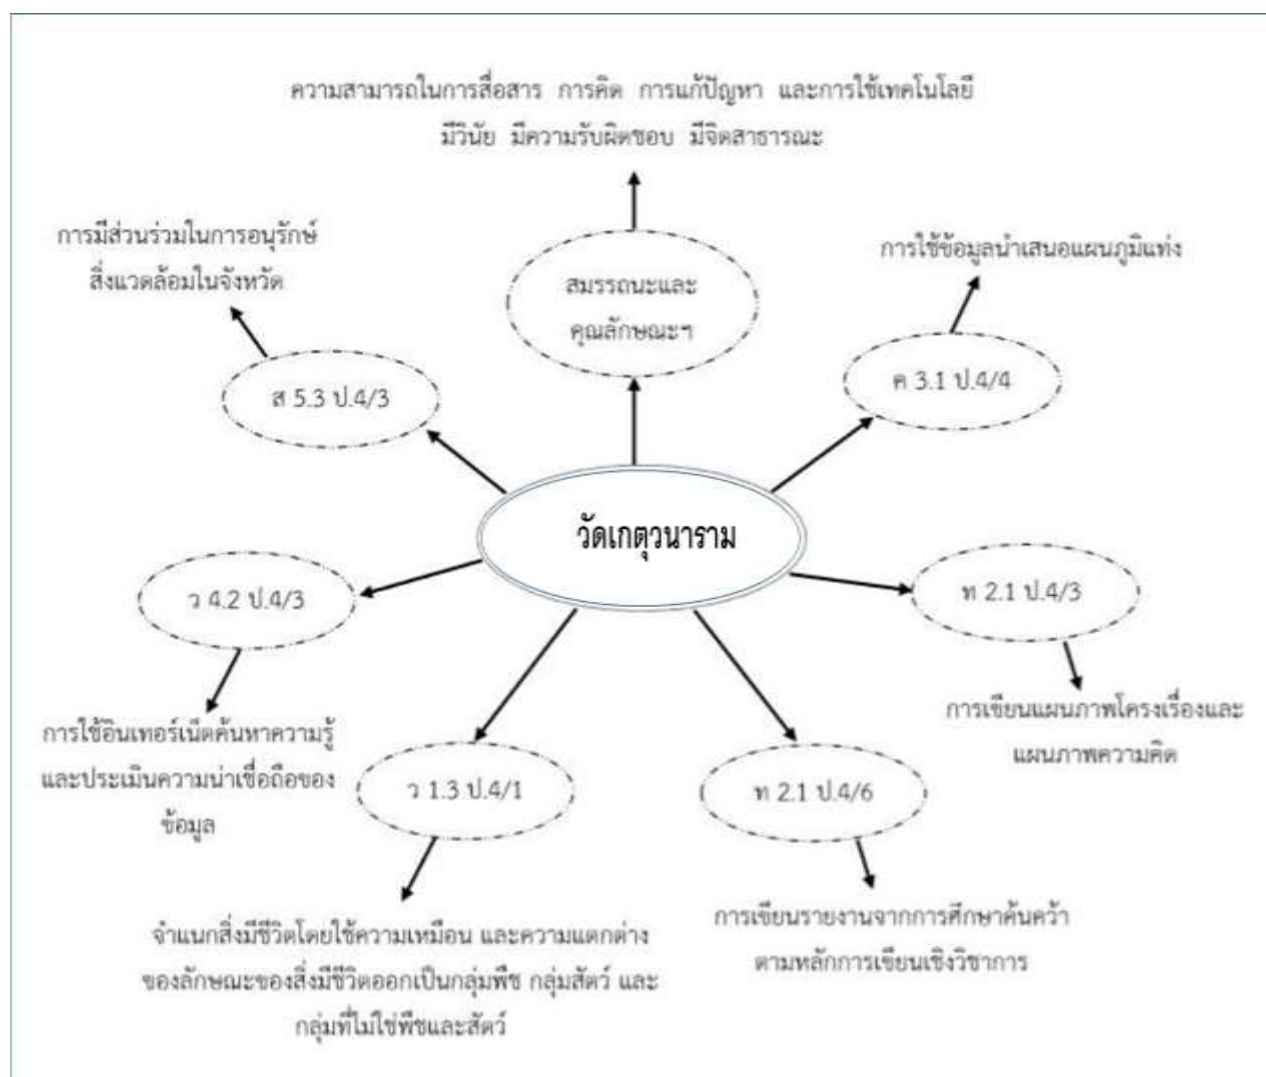 ความสามารถในการสื่อสาร การคิด การแก้ปัญหา และการใช้เทคโนโลยี
มีวินัย มีความรับผิดชอบ มีจิตสาธารณะ
การมีส่วนร่วมในการอนุรักษ์
สิ่งแวดล้อมในจังหวัด
การใช้ข้อมูลนำเสนอแผนภูมิแท่ง
สมรรถนะและ
คุณลักษณะฯ
ส 5.3 ป.4/3
ค 3.1 ป.4/4
วัดเกตุวนาราม
ว 4.2 ป.4/3
ท 2.1 ป.4/3
การใช้อินเทอร์เน็ตค้นหาความรู้
และประเมินความน่าเชื่อถือของ
ข้อมูล
การเขียนแผนภาพโครงเรื่องและ
แผนภาพความคิด
ว 1.3 ป.4/1
ท 2.1 ป.4/6
จำแนกสิ่งมีชีวิตโดยใช้ความเหมือน และความแตกต่าง
ของลักษณะของสิ่งมีชีวิตออกเป็นกลุ่มพืช กลุ่มสัตว์ และ
กลุ่มที่ไม่ใช่พืชและสัตว์
การเขียนรายงานจากการศึกษาค้นคว้า
ตามหลักการเขียนเชิงวิชาการ